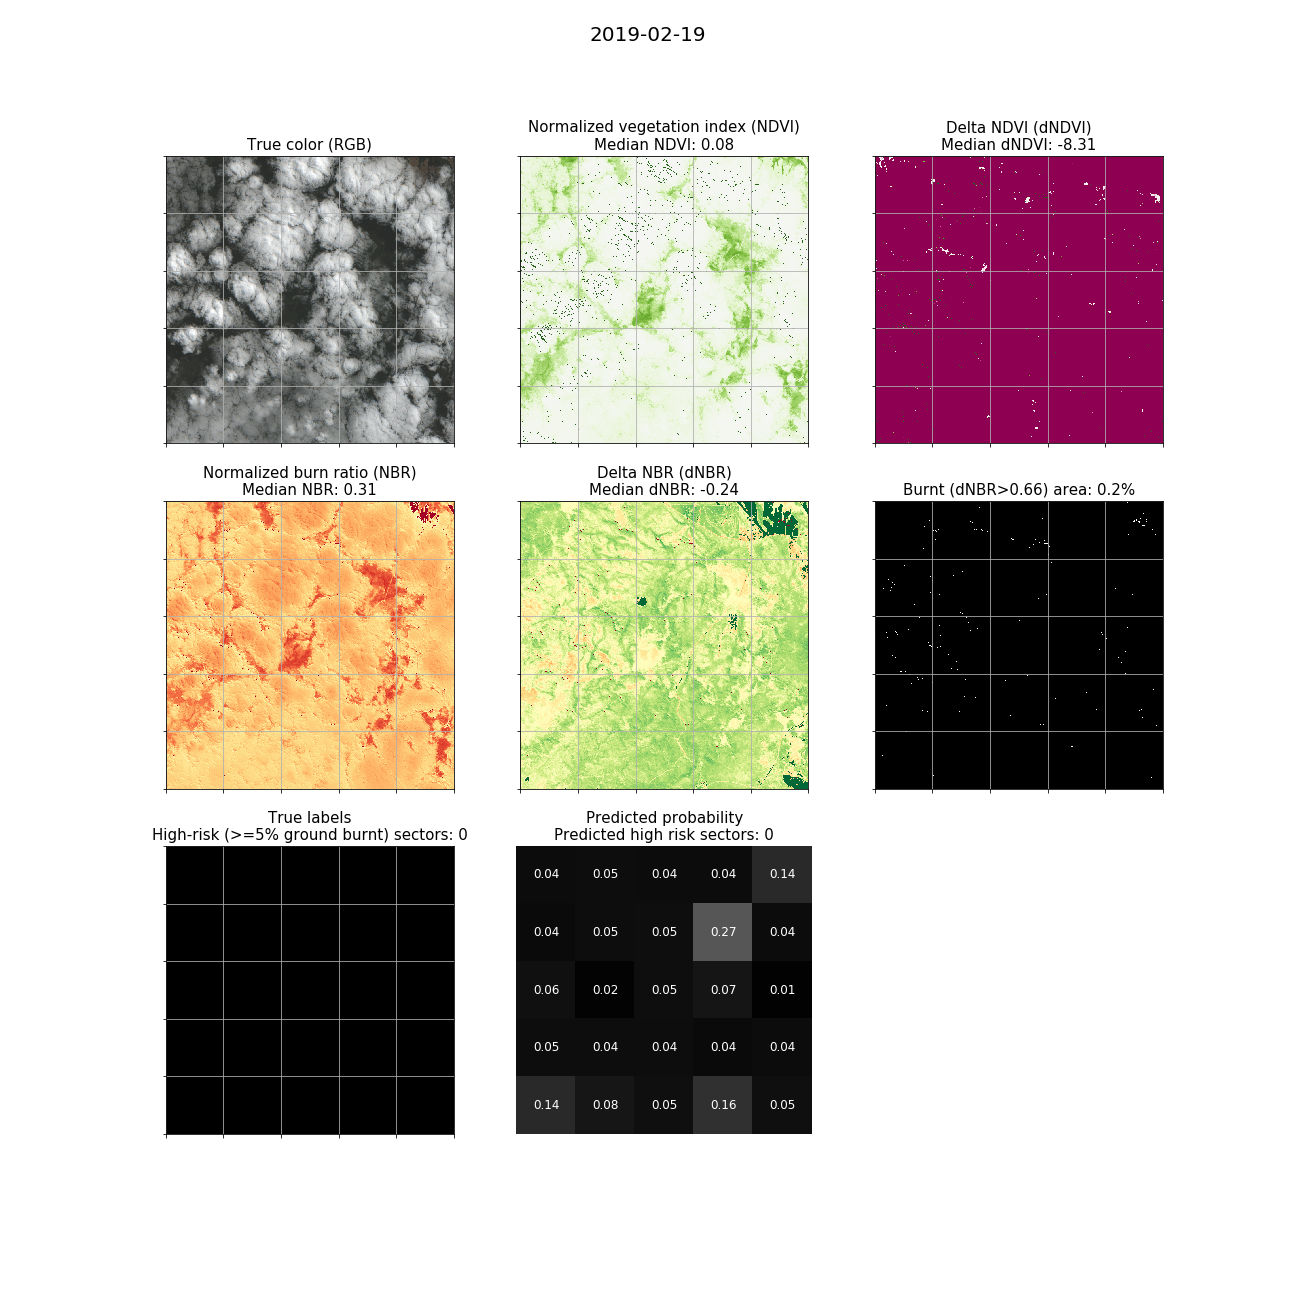 2019-02-19
True color (RGB)
Normalized vegetation index (NDVI)
Median NDVI: 0.08
Delta NDVI (dNDVI)
Median dNDVI: -8.31
Normalized burn ratio (NBR)
Median NBR: 0.31
Delta NBR (dNBR)
Median dNBR: -0.24
Burnt (dNBR>0.66) area: 0.2%
True labels
High-risk (>=5% ground burnt) sectors: 0
Predicted probability
Predicted high risk sectors: 0
0.04 0.05 0.04 0.04 0.14
0.04 0.05 0.05 0.27 0.04
0.06 0.02 0.05 0.07 0.01
0.05 0.04 0.04 0.04 0.04
0.14 0.08 0.05 0.16 0.05